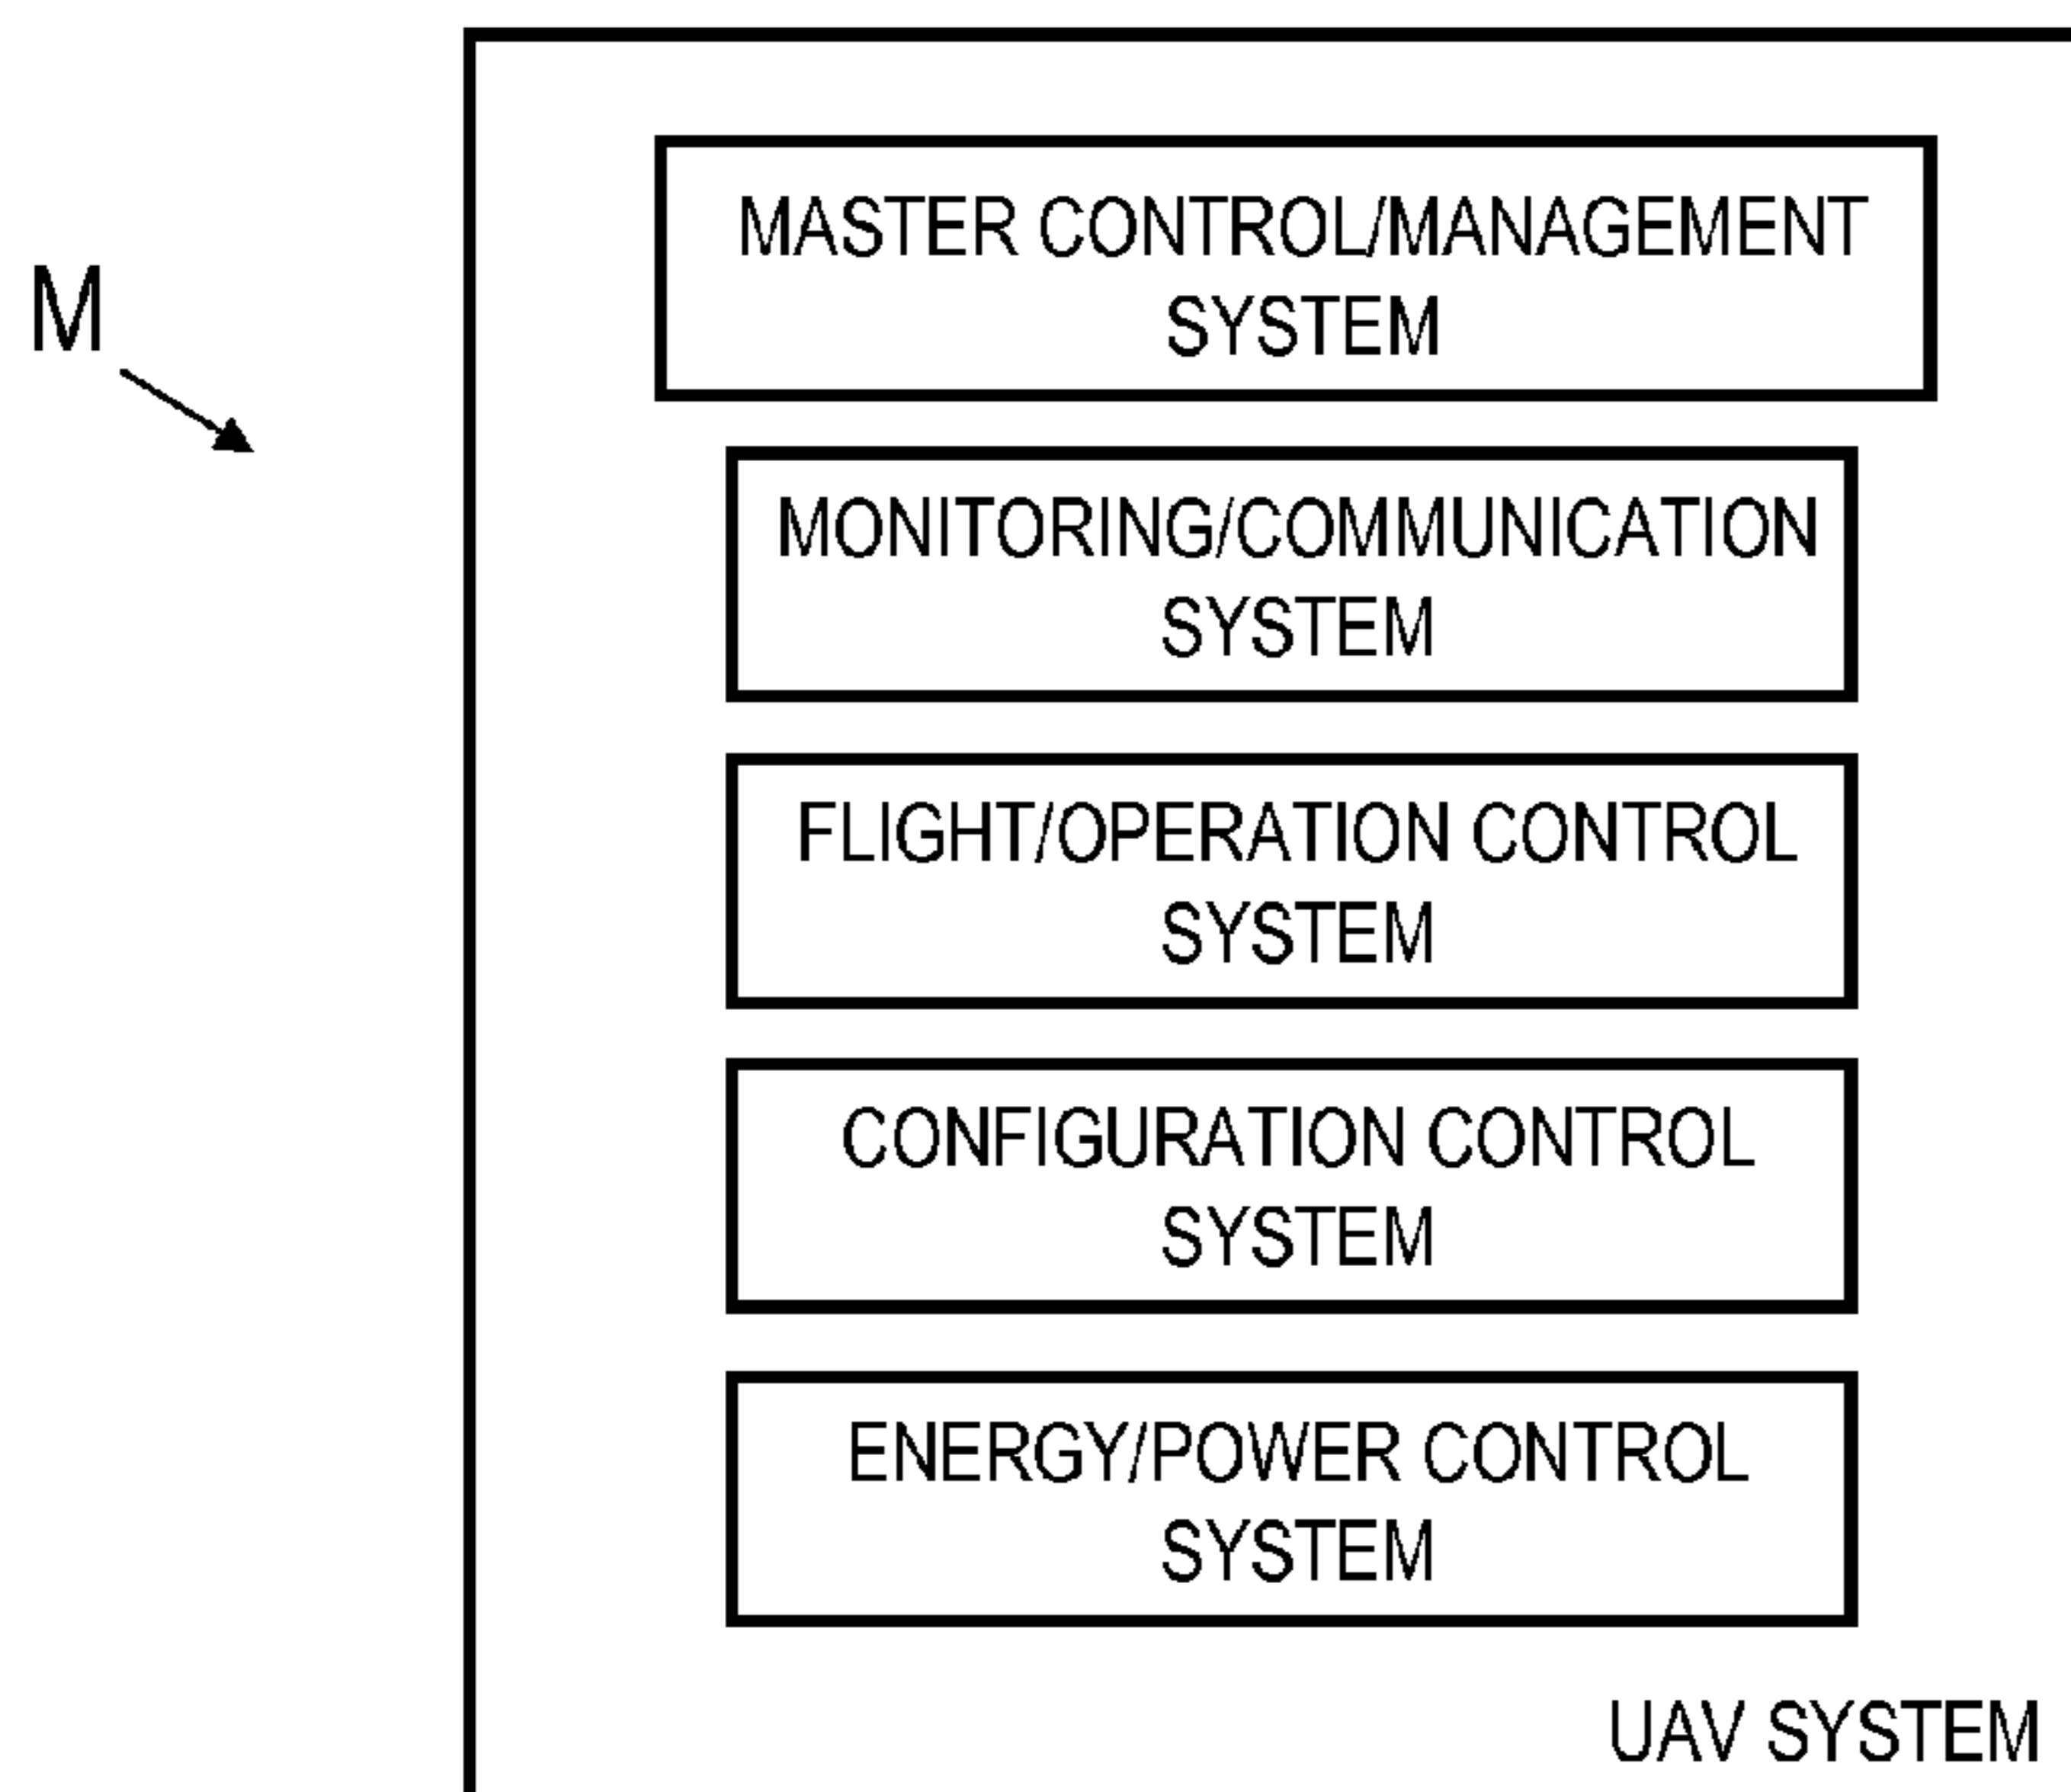 M
MASTER CONTROL/MANAGEMENT
SYSTEM
MONITORING/COMMUNICATION
SYSTEM
FLIGHT/OPERATION CONTROL
SYSTEM
CONFIGURATION CONTROL
SYSTEM
ENERGY/POWER CONTROL
SYSTEM
UAV SYSTEM